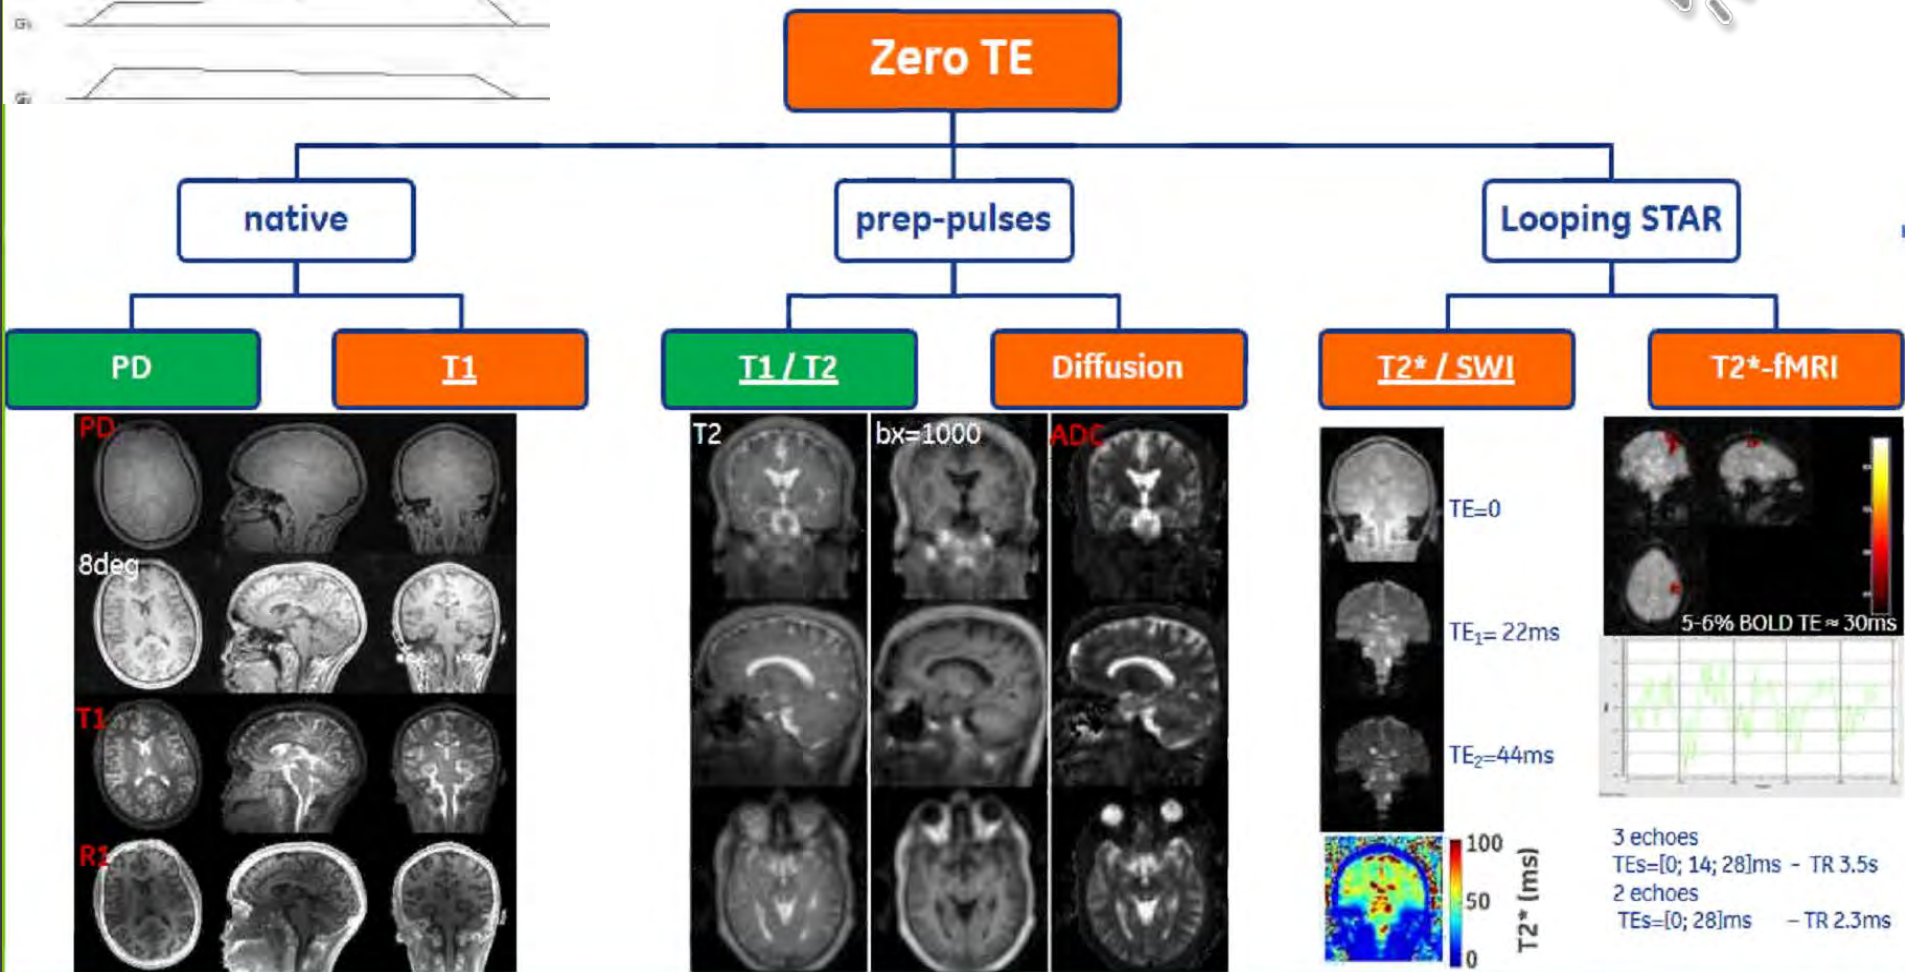 Zero TE
native
prep-pulses
Looping STAR
PD
T1
T1 / T2
Diffusion
T2* / SWI
T2*-fMRI
PD
8deg
T1
R1
T2
bx=1000
ADC
TE=0
TE₁= 22ms
TE₂=44ms
100
50
0
T2* (ms)
5-6% BOLD TE ≈ 30ms
3 echoes
TEs=[0; 14; 28]ms - TR 3.5s
2 echoes
TEs=[0; 28]ms – TR 2.3ms